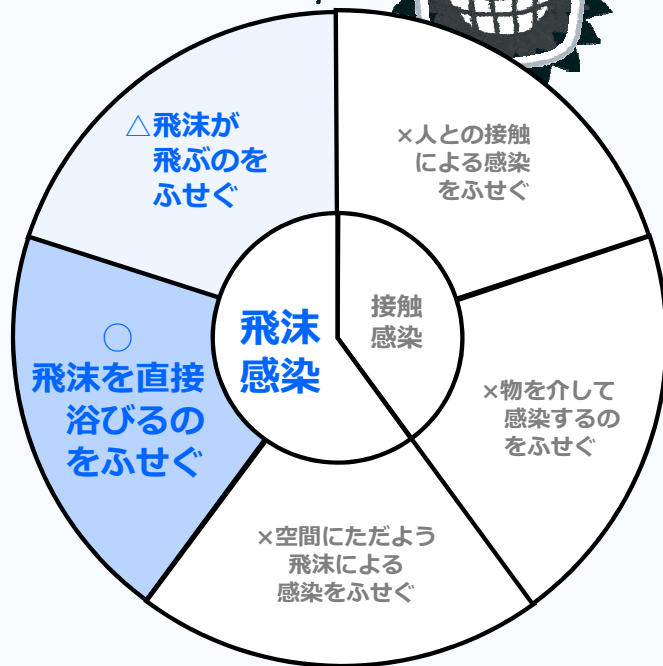 △飛沫が
飛ぶのを
ふせぐ
×人との接触
による感染
をふせぐ
飛沫
感染
接触
感染
○
飛沫を直接
浴びるの
をふせぐ
×物を介して
感染するの
をふせぐ
×空間にただよう
飛沫による
感染をふせぐ